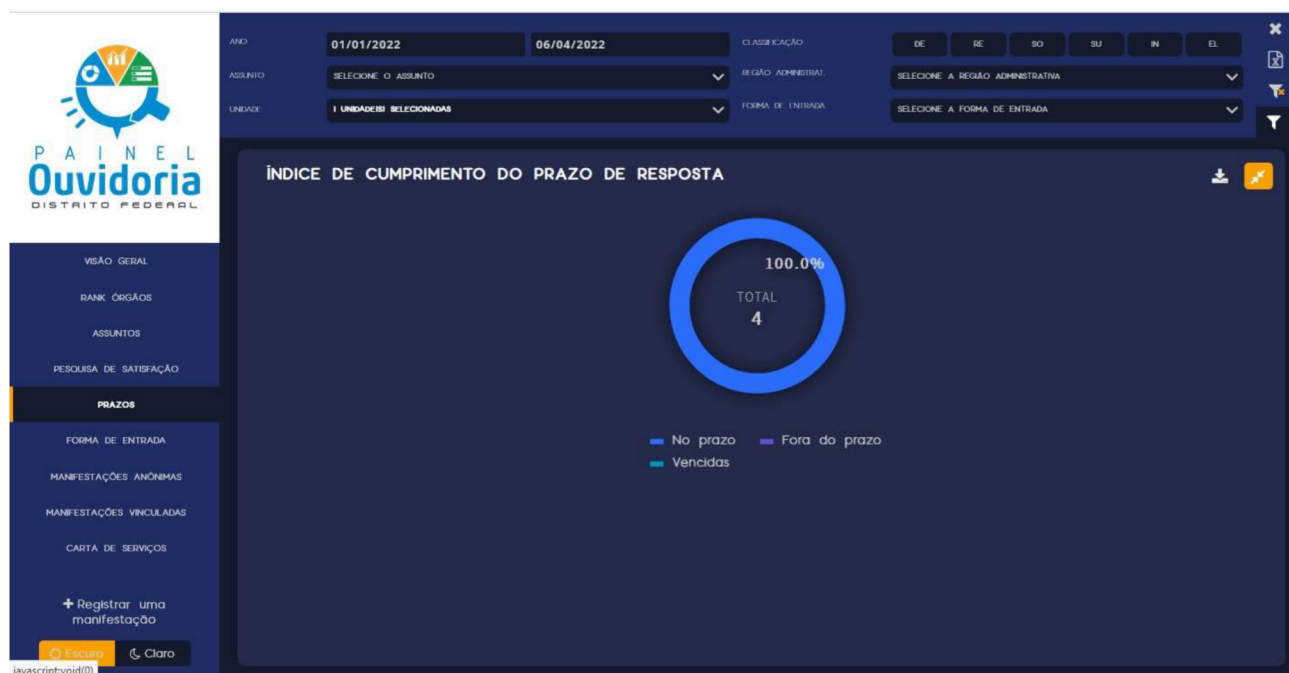 PAINEL
Ouvidoria
DISTRITO FEDERAL
VISÃO GERAL
RANK ÓRGÃOS
ASSUNTOS
PESQUISA DE SATISFAÇÃO
PRAZOS
FORMA DE ENTRADA
MANIFESTAÇÕES ANÔNIMAS
MANIFESTAÇÕES VINCULADAS
CARTA DE SERVIÇOS
+ Registrar uma
manifestação
Escuro Claro
javascript:void(0)
ANO 01/01/2022 06/04/2022 CLASSIFICAÇÃO DE RE SO SU IN EL
ASSUNTO SELECIONE O ASSUNTO REGIÃO ADMINISTRAT. SELECIONE A REGIÃO ADMINISTRATIVA
UNIDADE 1 UNIDADE(S) SELECIONADAS FORMA DE ENTRADA SELECIONE A FORMA DE ENTRADA
ÍNDICE DE CUMPRIMENTO DO PRAZO DE RESPOSTA
100.0%
TOTAL
4
No prazo Fora do prazo
Vencidas